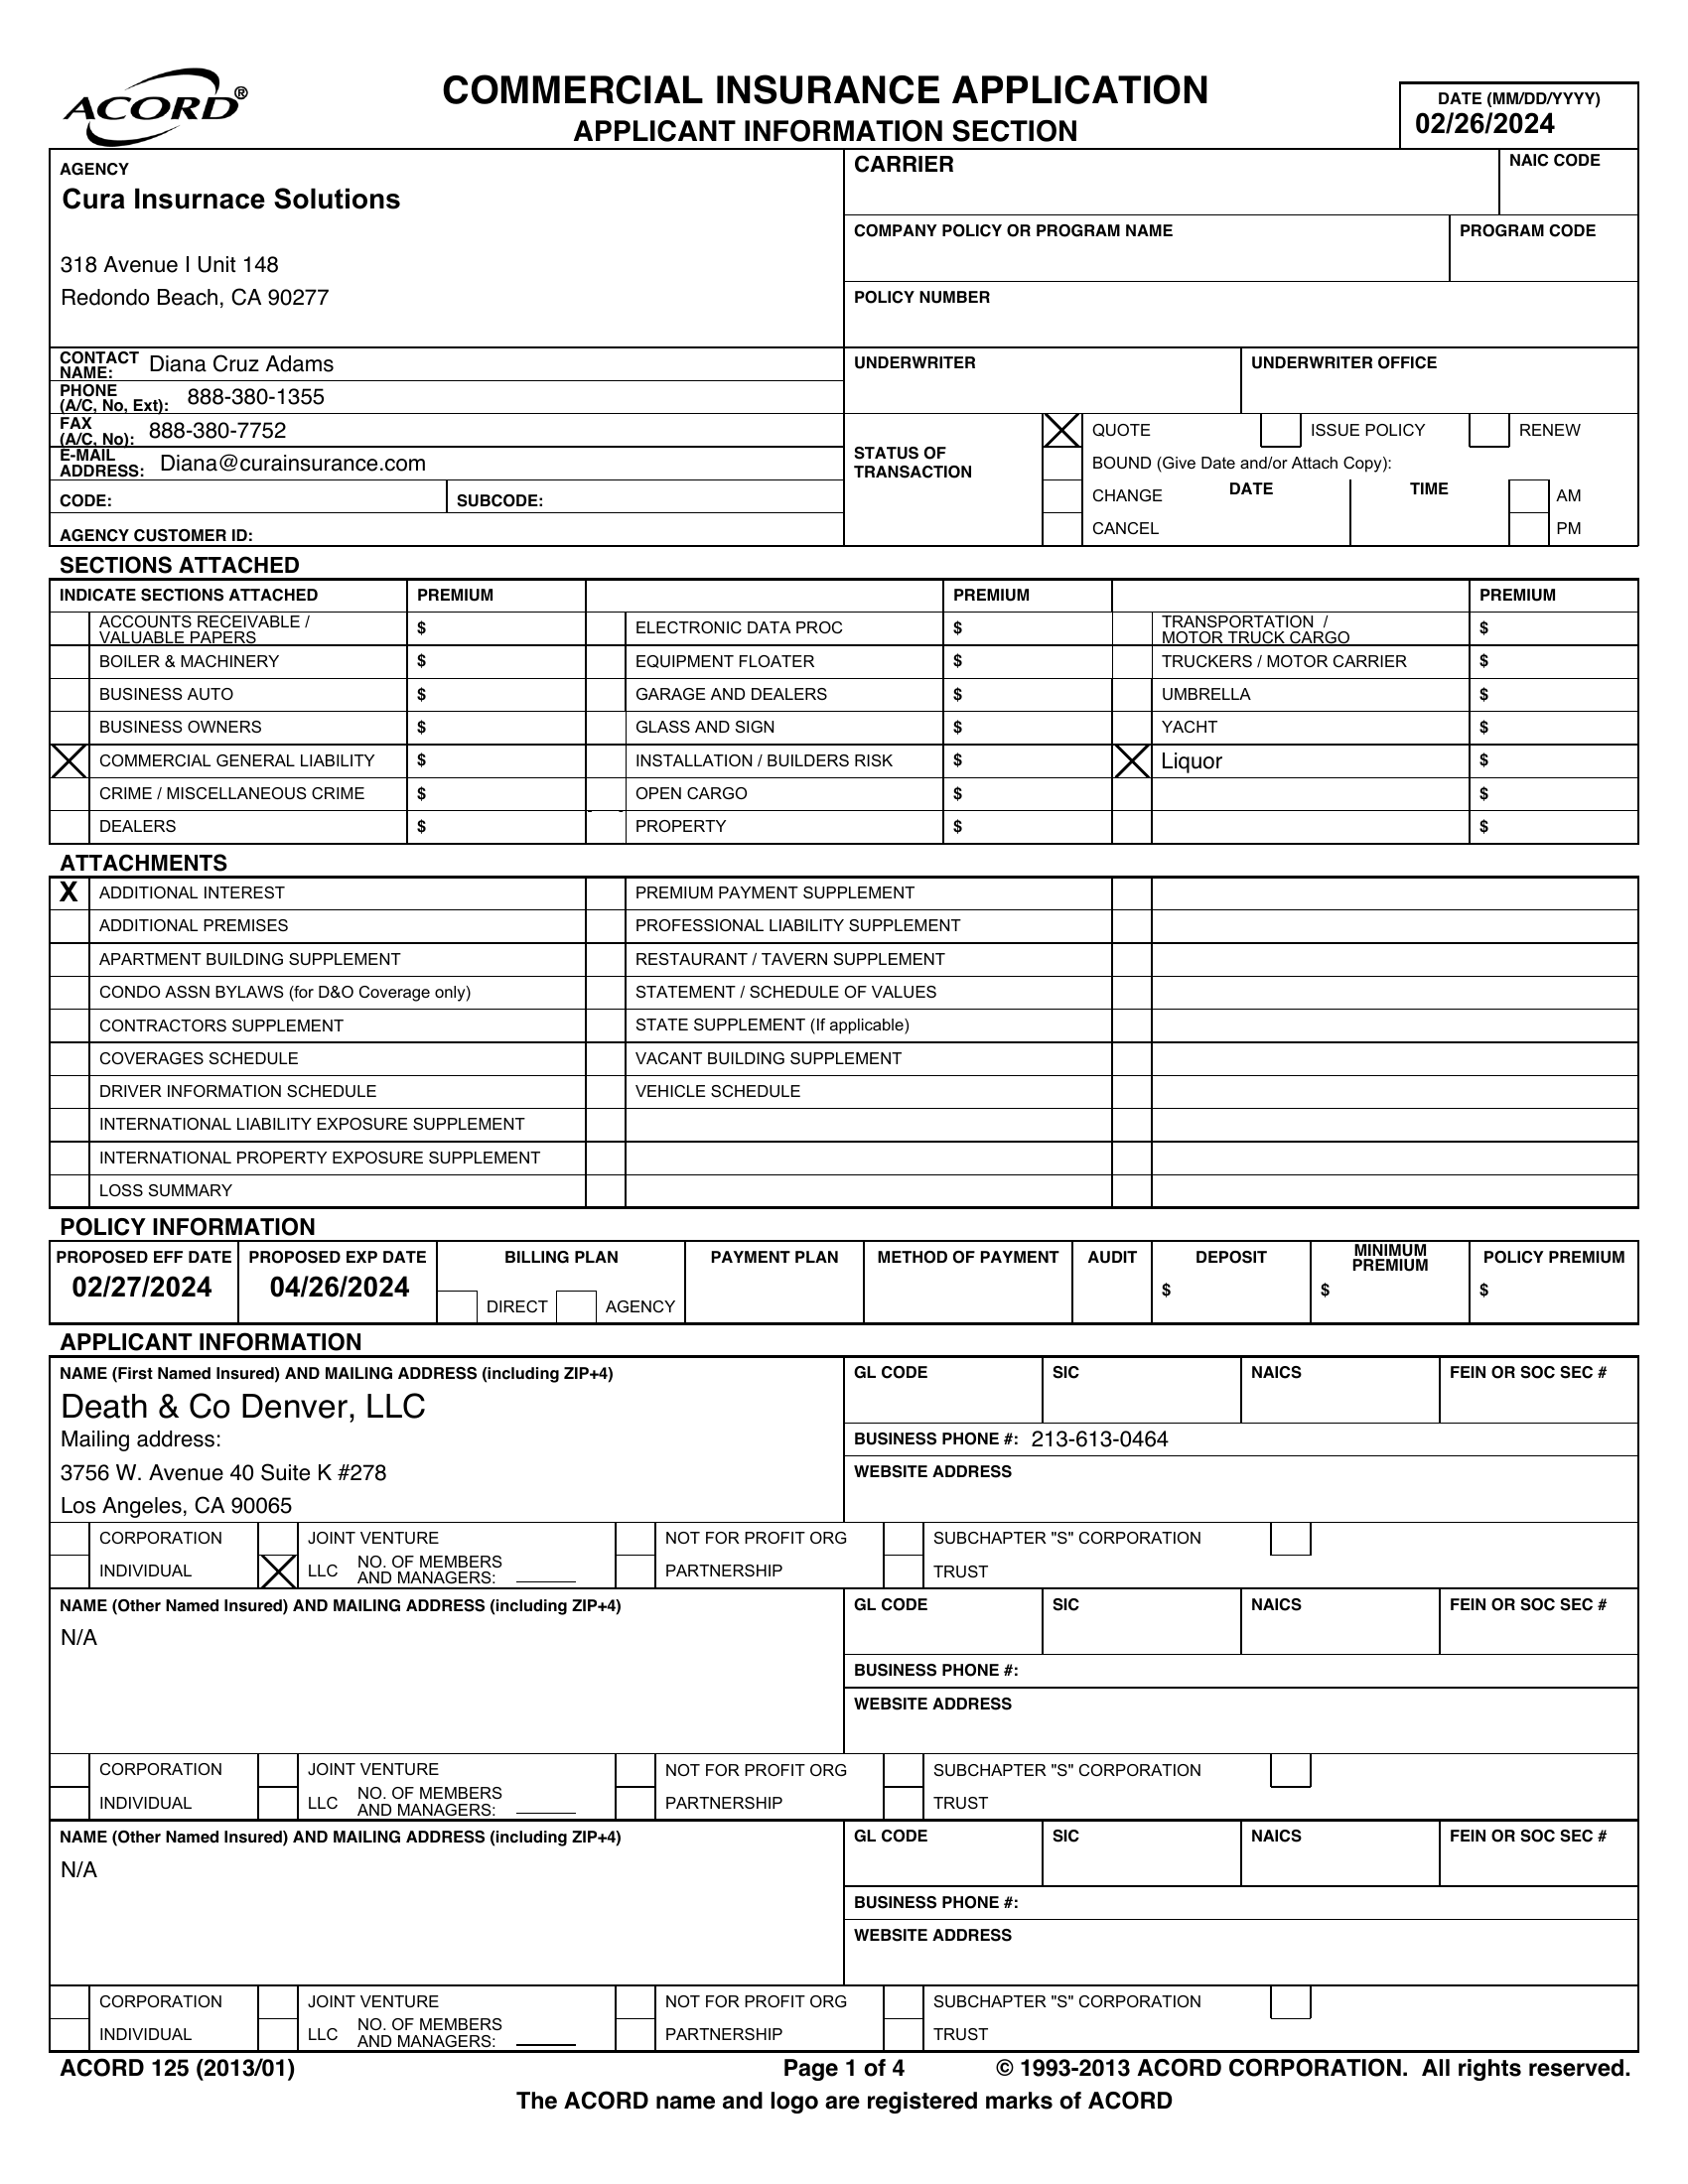 ACORD®
COMMERCIAL INSURANCE APPLICATION
APPLICANT INFORMATION SECTION
DATE (MM/DD/YYYY)
02/26/2024
AGENCY
Cura Insurnace Solutions
318 Avenue I Unit 148
Redondo Beach, CA 90277
CONTACT NAME: Diana Cruz Adams
PHONE (A/C, No, Ext): 888-380-1355
FAX (A/C, No): 888-380-7752
E-MAIL ADDRESS: Diana@curainsurance.com
CODE: SUBCODE:
AGENCY CUSTOMER ID:
CARRIER NAIC CODE
COMPANY POLICY OR PROGRAM NAME PROGRAM CODE
POLICY NUMBER
UNDERWRITER UNDERWRITER OFFICE
STATUS OF TRANSACTION
X QUOTE ISSUE POLICY RENEW
BOUND (Give Date and/or Attach Copy):
CHANGE DATE TIME AM
CANCEL PM
SECTIONS ATTACHED
INDICATE SECTIONS ATTACHED PREMIUM PREMIUM PREMIUM
ACCOUNTS RECEIVABLE / VALUABLE PAPERS $ ELECTRONIC DATA PROC $ TRANSPORTATION / MOTOR TRUCK CARGO $
BOILER & MACHINERY $ EQUIPMENT FLOATER $ TRUCKERS / MOTOR CARRIER $
BUSINESS AUTO $ GARAGE AND DEALERS $ UMBRELLA $
BUSINESS OWNERS $ GLASS AND SIGN $ YACHT $
X COMMERCIAL GENERAL LIABILITY $ INSTALLATION / BUILDERS RISK $ X Liquor $
CRIME / MISCELLANEOUS CRIME $ OPEN CARGO $ $
DEALERS $ PROPERTY $ $
ATTACHMENTS
X ADDITIONAL INTEREST PREMIUM PAYMENT SUPPLEMENT
ADDITIONAL PREMISES PROFESSIONAL LIABILITY SUPPLEMENT
APARTMENT BUILDING SUPPLEMENT RESTAURANT / TAVERN SUPPLEMENT
CONDO ASSN BYLAWS (for D&O Coverage only) STATEMENT / SCHEDULE OF VALUES
CONTRACTORS SUPPLEMENT STATE SUPPLEMENT (If applicable)
COVERAGES SCHEDULE VACANT BUILDING SUPPLEMENT
DRIVER INFORMATION SCHEDULE VEHICLE SCHEDULE
INTERNATIONAL LIABILITY EXPOSURE SUPPLEMENT
INTERNATIONAL PROPERTY EXPOSURE SUPPLEMENT
LOSS SUMMARY
POLICY INFORMATION
PROPOSED EFF DATE PROPOSED EXP DATE BILLING PLAN PAYMENT PLAN METHOD OF PAYMENT AUDIT DEPOSIT MINIMUM PREMIUM POLICY PREMIUM
02/27/2024 04/26/2024 DIRECT AGENCY $ $ $
APPLICANT INFORMATION
NAME (First Named Insured) AND MAILING ADDRESS (including ZIP+4) GL CODE SIC NAICS FEIN OR SOC SEC #
Death & Co Denver, LLC
Mailing address: BUSINESS PHONE #: 213-613-0464
3756 W. Avenue 40 Suite K #278 WEBSITE ADDRESS
Los Angeles, CA 90065
CORPORATION JOINT VENTURE NOT FOR PROFIT ORG SUBCHAPTER "S" CORPORATION
INDIVIDUAL X LLC NO. OF MEMBERS AND MANAGERS: PARTNERSHIP TRUST
NAME (Other Named Insured) AND MAILING ADDRESS (including ZIP+4) GL CODE SIC NAICS FEIN OR SOC SEC #
N/A
BUSINESS PHONE #:
WEBSITE ADDRESS
CORPORATION JOINT VENTURE NOT FOR PROFIT ORG SUBCHAPTER "S" CORPORATION
INDIVIDUAL LLC NO. OF MEMBERS AND MANAGERS: PARTNERSHIP TRUST
NAME (Other Named Insured) AND MAILING ADDRESS (including ZIP+4) GL CODE SIC NAICS FEIN OR SOC SEC #
N/A
BUSINESS PHONE #:
WEBSITE ADDRESS
CORPORATION JOINT VENTURE NOT FOR PROFIT ORG SUBCHAPTER "S" CORPORATION
INDIVIDUAL LLC NO. OF MEMBERS AND MANAGERS: PARTNERSHIP TRUST
ACORD 125 (2013/01) Page 1 of 4 © 1993-2013 ACORD CORPORATION. All rights reserved.
The ACORD name and logo are registered marks of ACORD